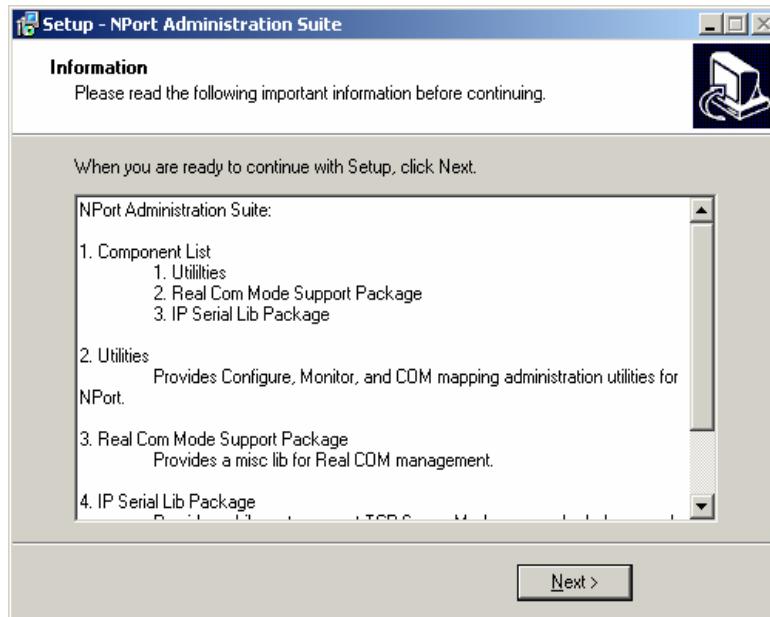 Setup - NPort Administration Suite
Information
Please read the following important information before continuing.
When you are ready to continue with Setup, click Next.
NPort Administration Suite:
1. Component List
1. Utililties
2. Real Com Mode Support Package
3. IP Serial Lib Package
2. Utilities
Provides Configure, Monitor, and COM mapping administration utilities for
NPort.
3. Real Com Mode Support Package
Provides a misc lib for Real COM management.
4. IP Serial Lib Package
Next >